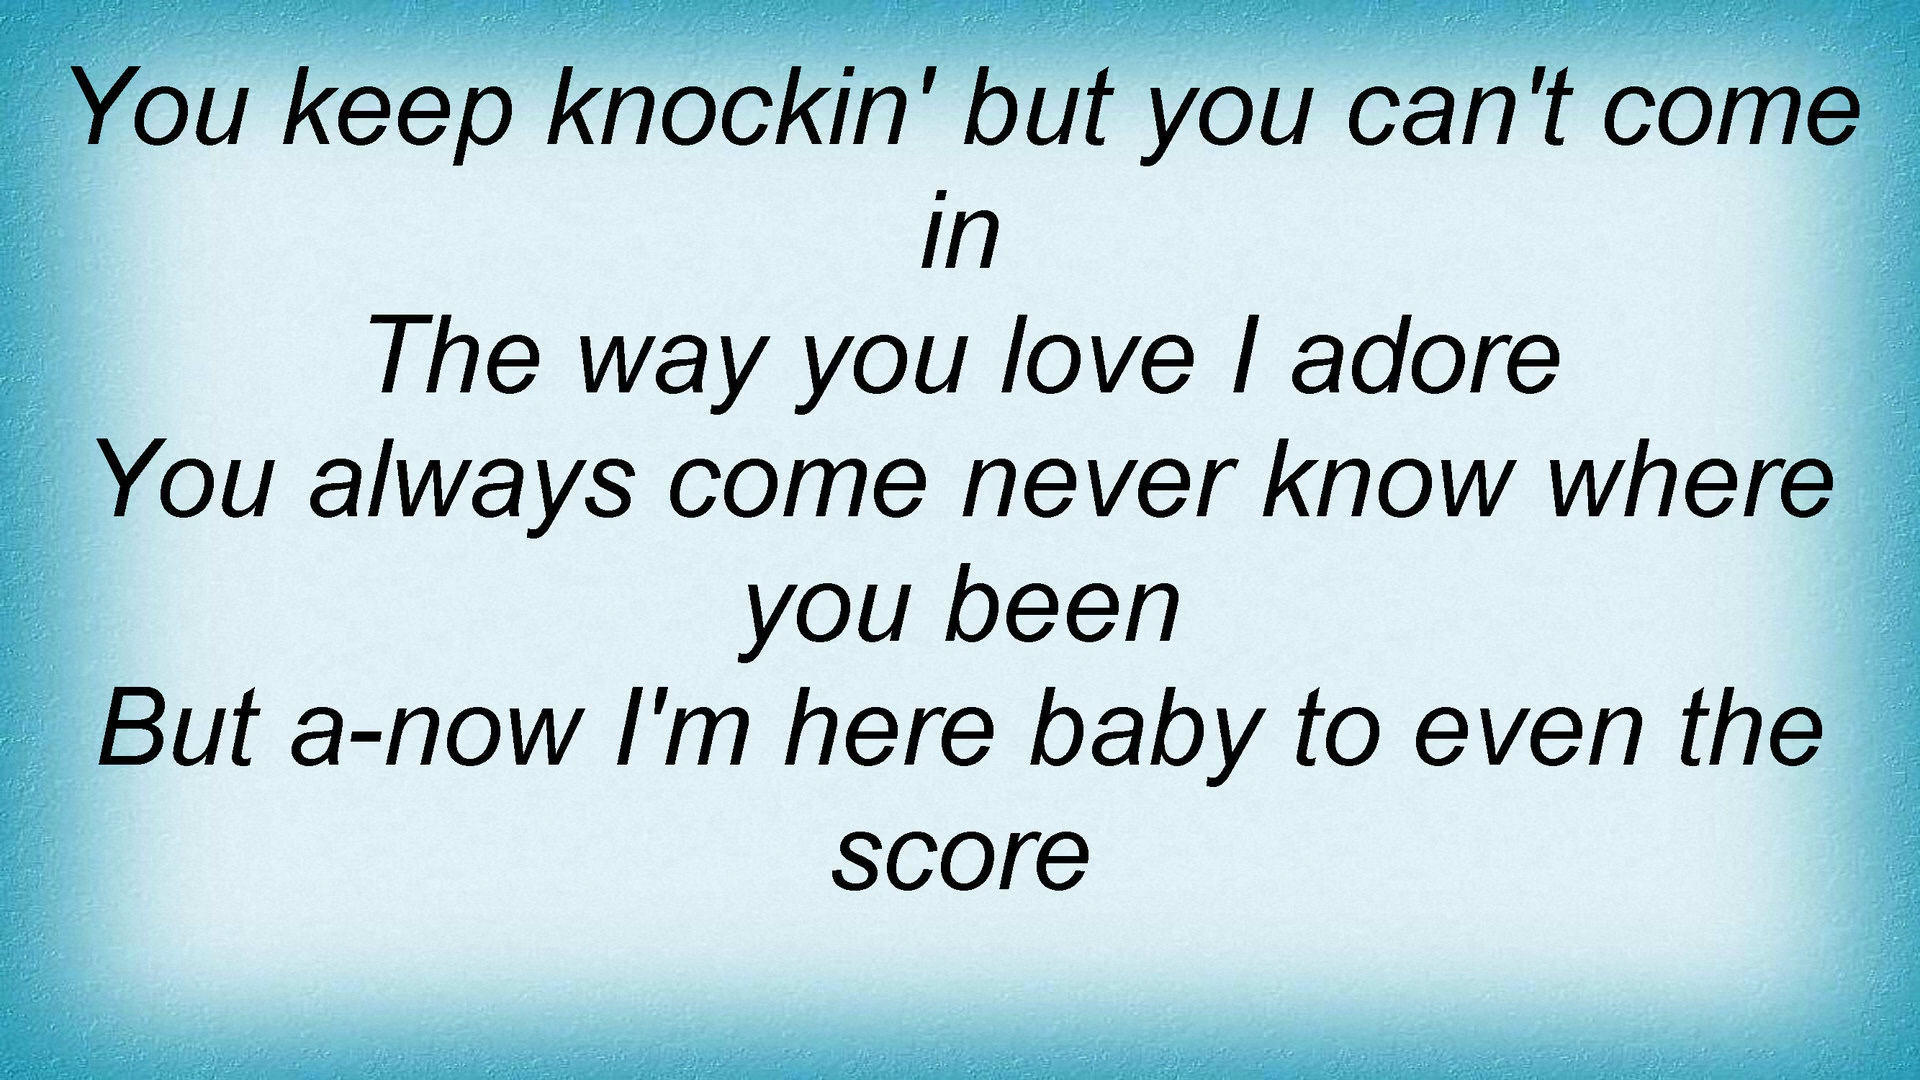 You keep knockin' but you can't come
in
The way you love I adore
You always come never know where
you been
But a-now I'm here baby to even the
score